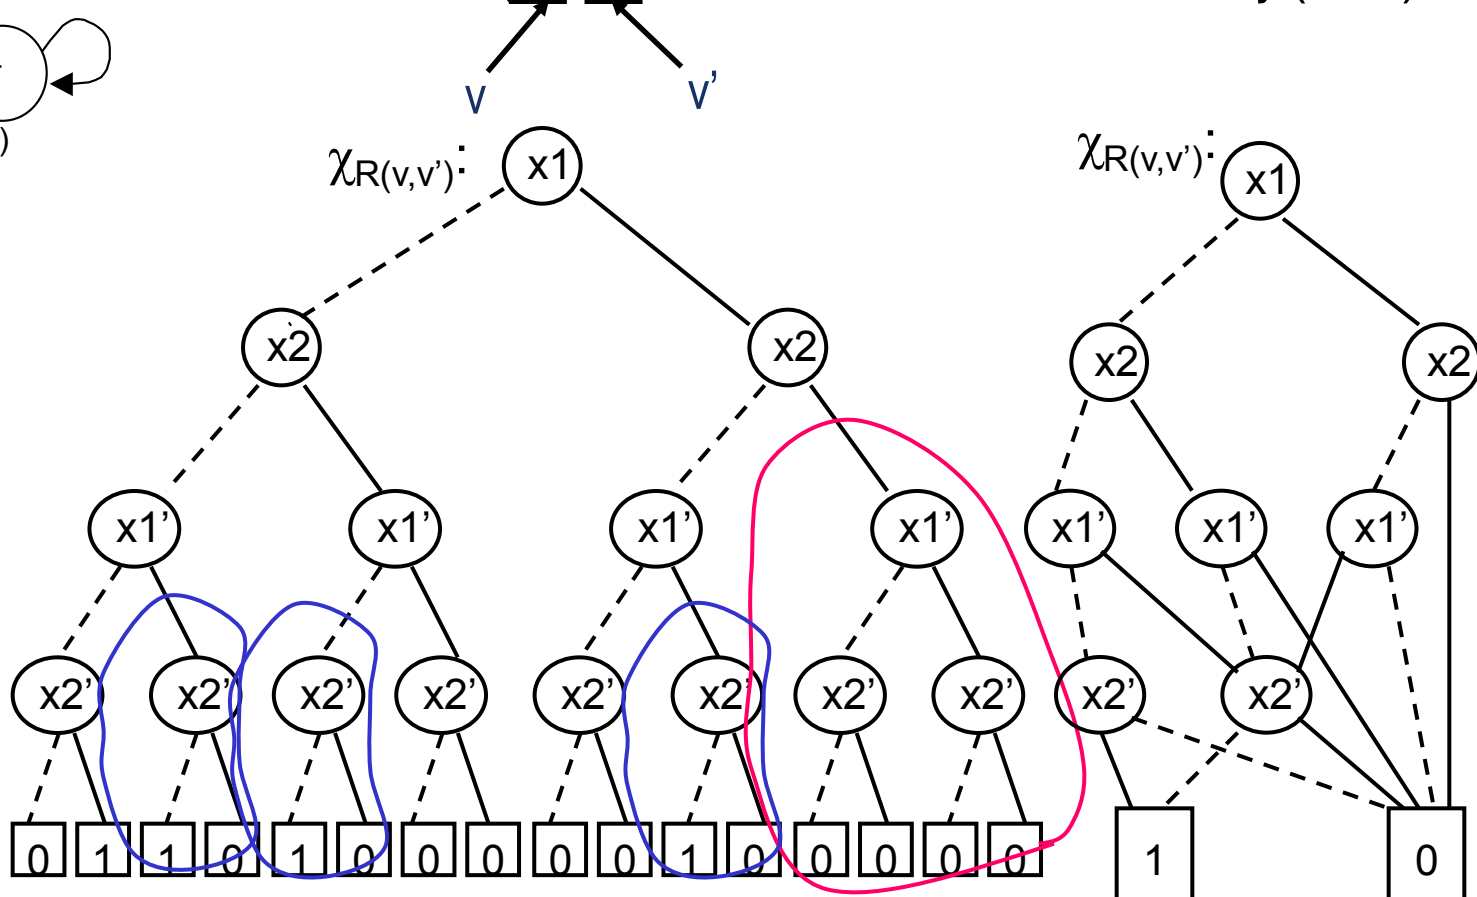 v v’
χR(v,v’): x1 χR(v,v’): x1
x2 x2 x2 x2
x1’ x1’ x1’ x1’ x1’ x1’ x1’
x2’ x2’ x2’ x2’ x2’ x2’ x2’ x2’ x2’ x2’
0 1 1 0 1 0 0 0 0 0 1 0 0 0 0 0 1 0